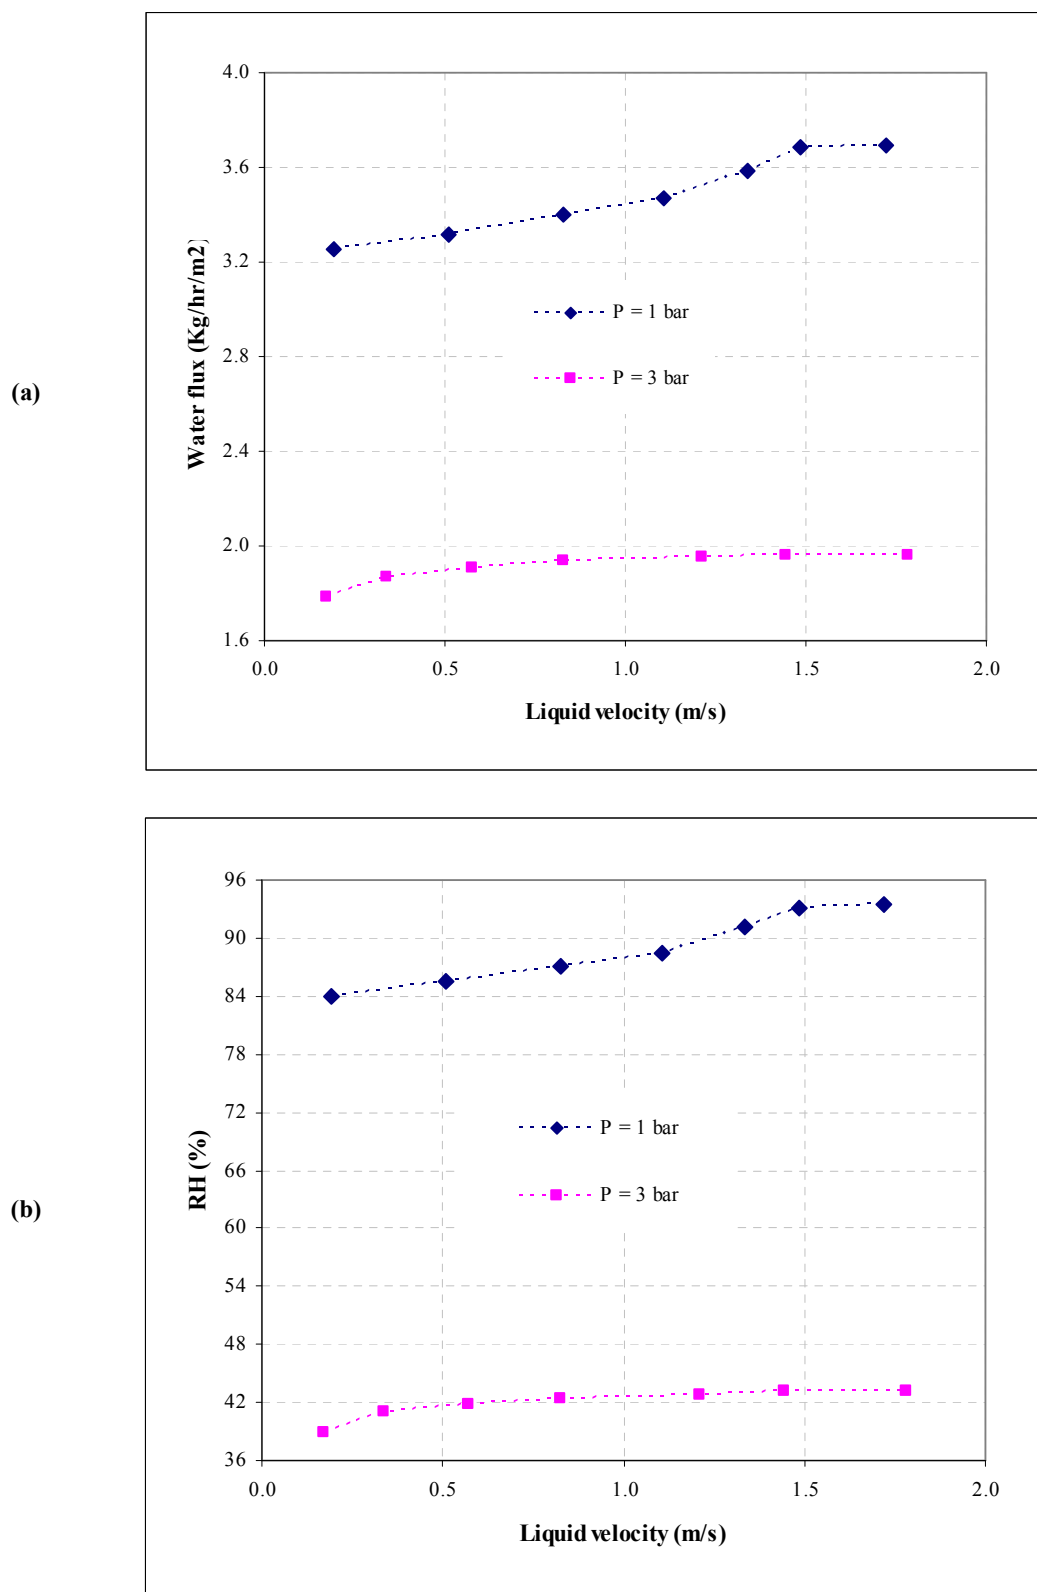 (a)
Water flux (Kg/hr/m2)
4.0
3.6
3.2
2.8
2.4
2.0
1.6
P = 1 bar
P = 3 bar
0.0 0.5 1.0 1.5 2.0
Liquid velocity (m/s)
(b)
RH (%)
96
90
84
78
72
66
60
54
48
42
36
P = 1 bar
P = 3 bar
0.0 0.5 1.0 1.5 2.0
Liquid velocity (m/s)